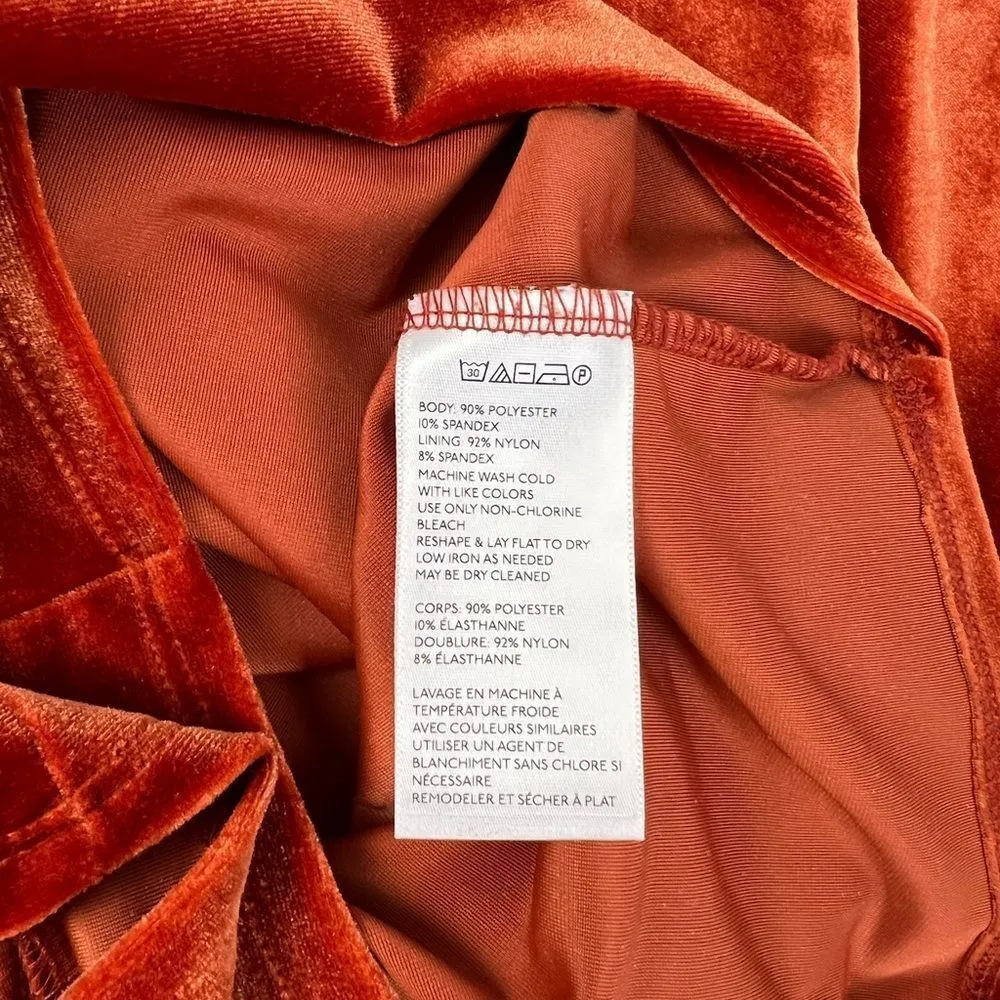 30 P
BODY: 90% POLYESTER
10% SPANDEX
LINING: 92% NYLON
8% SPANDEX
MACHINE WASH COLD
WITH LIKE COLORS
USE ONLY NON-CHLORINE
BLEACH
RESHAPE & LAY FLAT TO DRY
LOW IRON AS NEEDED
MAY BE DRY CLEANED
CORPS: 90% POLYESTER
10% ÉLASTHANNE
DOUBLURE: 92% NYLON
8% ÉLASTHANNE
LAVAGE EN MACHINE À
TEMPÉRATURE FROIDE
AVEC COULEURS SIMILAIRES
UTILISER UN AGENT DE
BLANCHIMENT SANS CHLORE SI
NÉCESSAIRE
REMODELER ET SÉCHER À PLAT